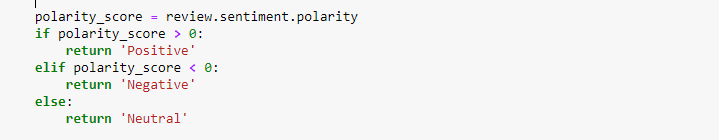 polarity_score = review.sentiment.polarity
if polarity_score > 0:
    return 'Positive'
elif polarity_score < 0:
    return 'Negative'
else:
    return 'Neutral'